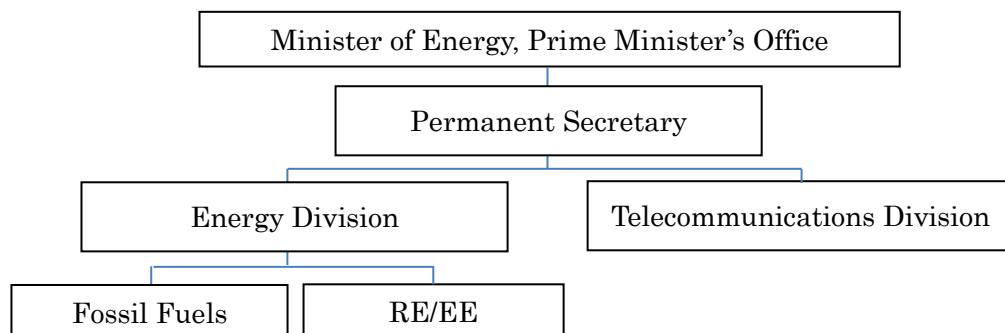 Minister of Energy, Prime Minister’s Office
Permanent Secretary
Energy Division
Telecommunications Division
Fossil Fuels
RE/EE